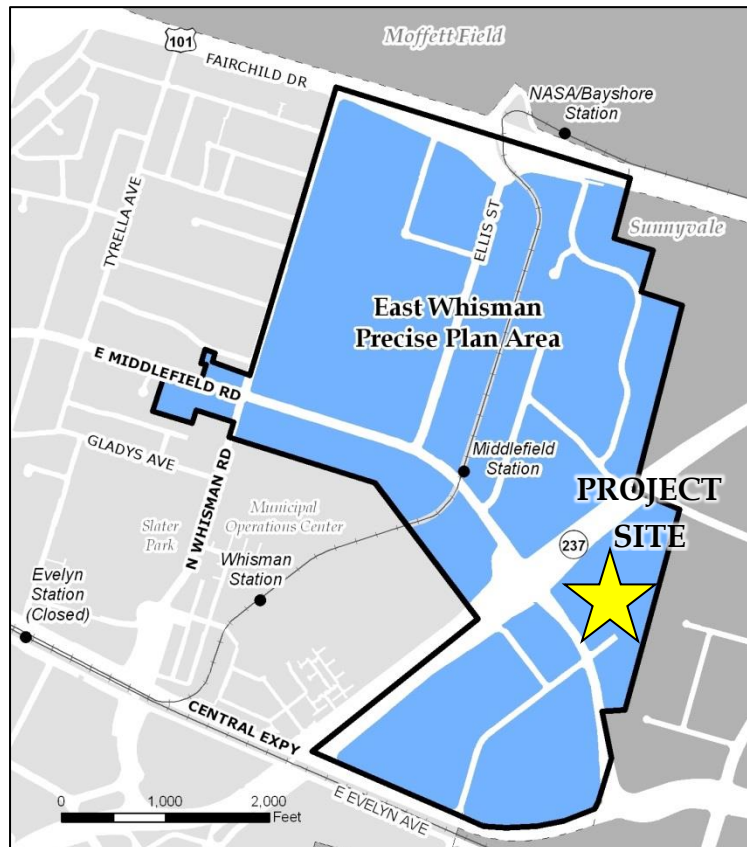 Moffett Field
101
FAIRCHILD DR
NASA/Bayshore
Station
TYRELLA AVE
ELLIS ST
Sunnyvale
East Whisman
Precise Plan Area
E MIDDLEFIELD RD
GLADYS AVE
N WHISMAN RD
Middlefield
Station
PROJECT
SITE
Municipal
Operations Center
Slater
Park
237
Whisman
Station
Evelyn
Station
(Closed)
CENTRAL EXPY
E EVELYN AVE
0 1,000 2,000
Feet